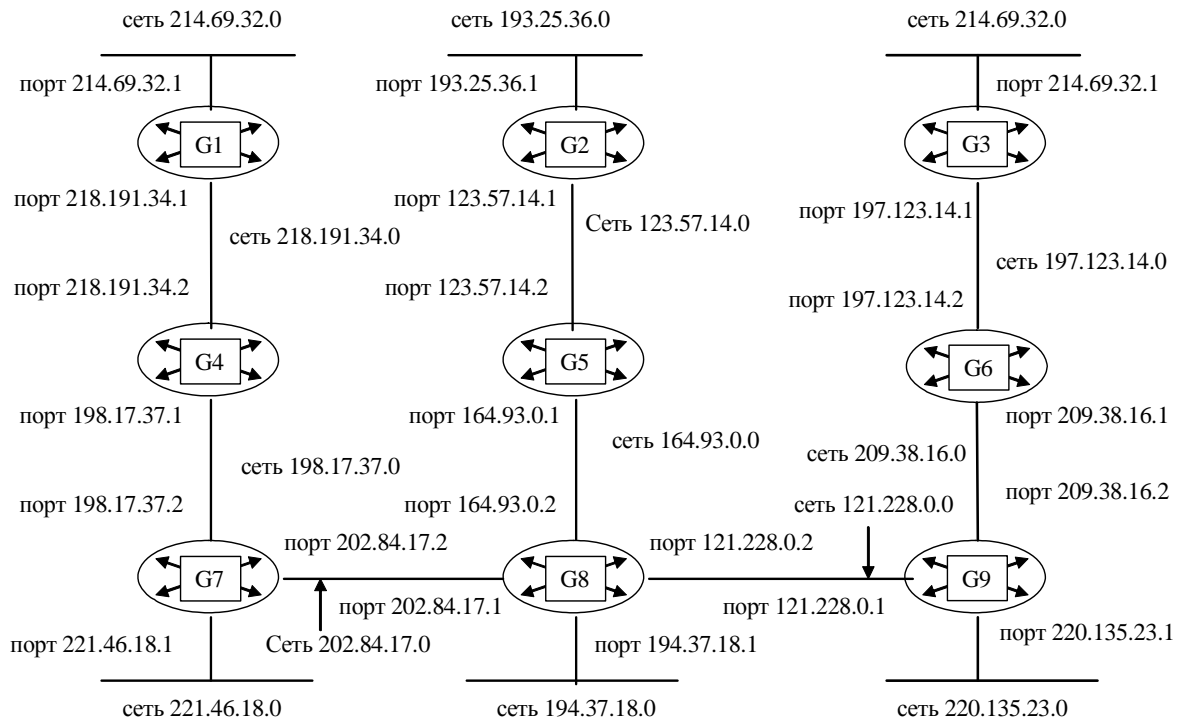 сеть 214.69.32.0
сеть 193.25.36.0
сеть 214.69.32.0
порт 214.69.32.1
порт 193.25.36.1
порт 214.69.32.1
G1
G2
G3
порт 218.191.34.1
порт 123.57.14.1
порт 197.123.14.1
сеть 218.191.34.0
Сеть 123.57.14.0
сеть 197.123.14.0
порт 218.191.34.2
порт 123.57.14.2
порт 197.123.14.2
G4
G5
G6
порт 198.17.37.1
порт 164.93.0.1
порт 209.38.16.1
сеть 198.17.37.0
сеть 164.93.0.0
сеть 209.38.16.0
порт 198.17.37.2
порт 164.93.0.2
сеть 121.228.0.0
порт 209.38.16.2
порт 202.84.17.2
порт 121.228.0.2
G7
G8
G9
порт 202.84.17.1
порт 121.228.0.1
порт 221.46.18.1
Сеть 202.84.17.0
порт 194.37.18.1
порт 220.135.23.1
сеть 221.46.18.0
сеть 194.37.18.0
сеть 220.135.23.0